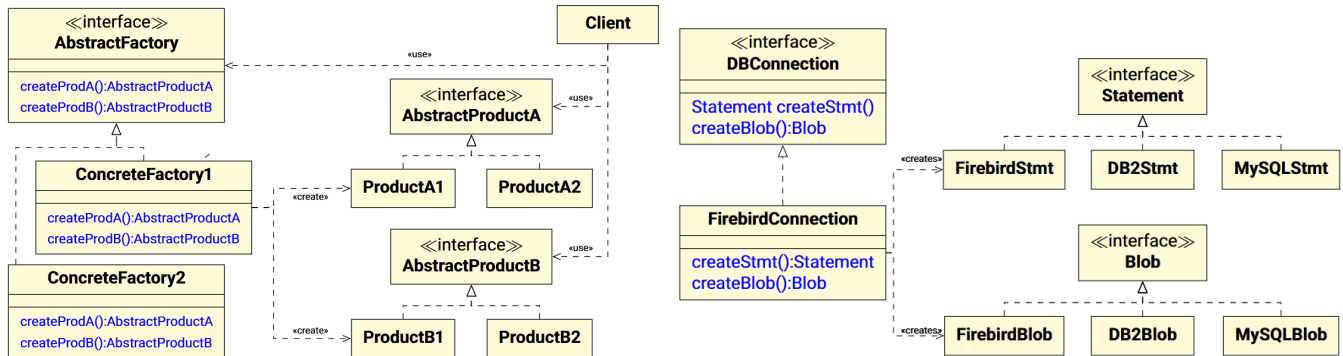 ≪interface≫
AbstractFactory
createProdA():AbstractProductA
createProdB():AbstractProductB
Client
«use»
≪interface≫
AbstractProductA
«use»
ConcreteFactory1
createProdA():AbstractProductA
createProdB():AbstractProductB
«create»
ProductA1
ProductA2
≪interface≫
AbstractProductB
«use»
ConcreteFactory2
createProdA():AbstractProductA
createProdB():AbstractProductB
«create»
ProductB1
ProductB2
≪interface≫
DBConnection
Statement createStmt()
createBlob():Blob
≪interface≫
Statement
«creates»
FirebirdStmt
DB2Stmt
MySQLStmt
FirebirdConnection
createStmt():Statement
createBlob():Blob
≪interface≫
Blob
«creates»
FirebirdBlob
DB2Blob
MySQLBlob